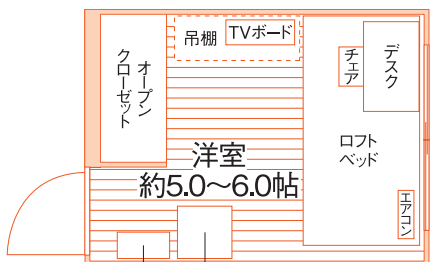 オープン
クローゼット
吊棚
TVボード
チェア
デスク
洋室
約5.0〜6.0帖
ロフト
ベッド
エアコン